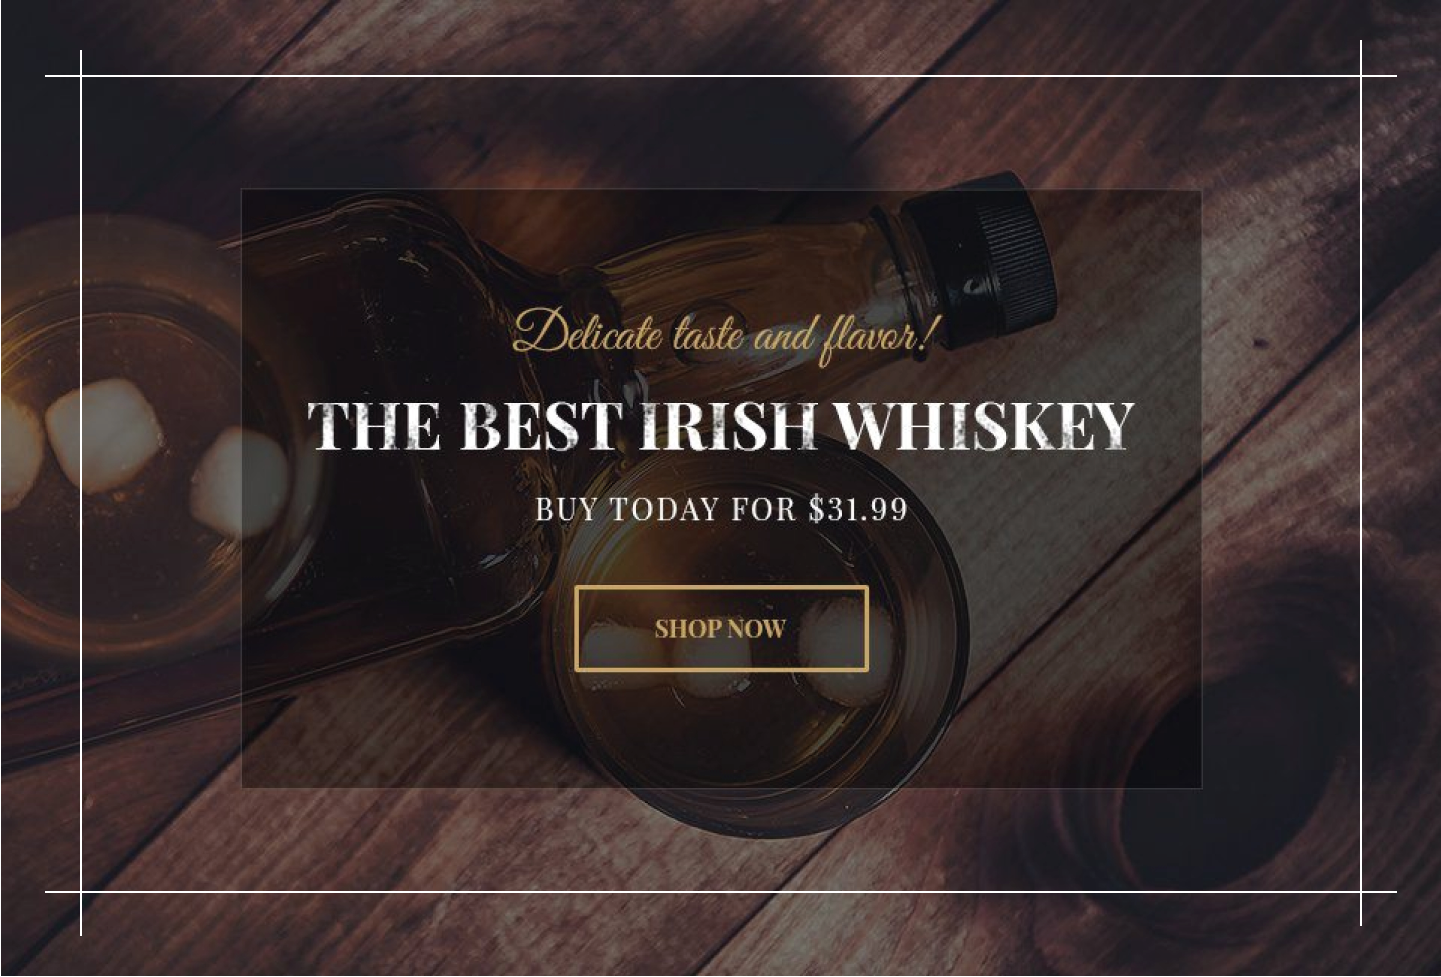 Delicate taste and flavor!
THE BEST IRISH WHISKEY
BUY TODAY FOR $31.99
SHOP NOW